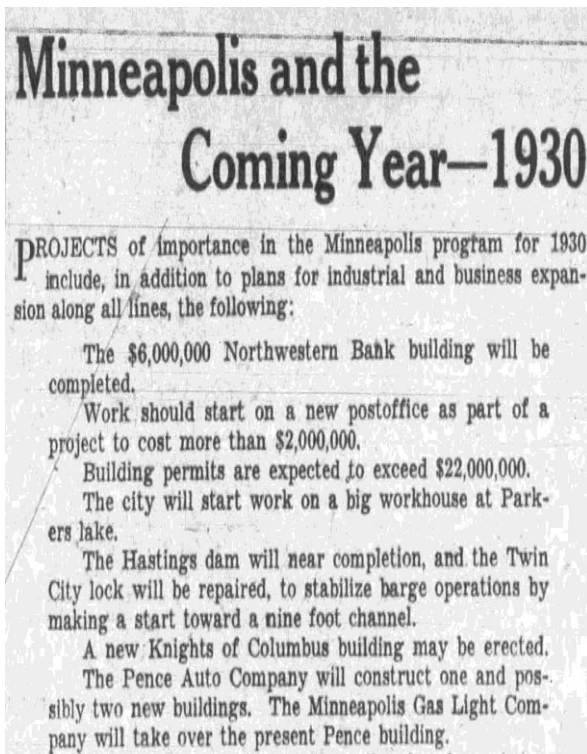 Minneapolis and the
Coming Year—1930
PROJECTS of importance in the Minneapolis program for 1930
include, in addition to plans for industrial and business expan-
sion along all lines, the following:
The $6,000,000 Northwestern Bank building will be
completed.
Work should start on a new postoffice as part of a
project to cost more than $2,000,000.
Building permits are expected to exceed $22,000,000.
The city will start work on a big workhouse at Park-
ers lake.
The Hastings dam will near completion, and the Twin
City lock will be repaired, to stabilize barge operations by
making a start toward a nine foot channel.
A new Knights of Columbus building may be erected.
The Pence Auto Company will construct one and pos-
sibly two new buildings. The Minneapolis Gas Light Com-
pany will take over the present Pence building.